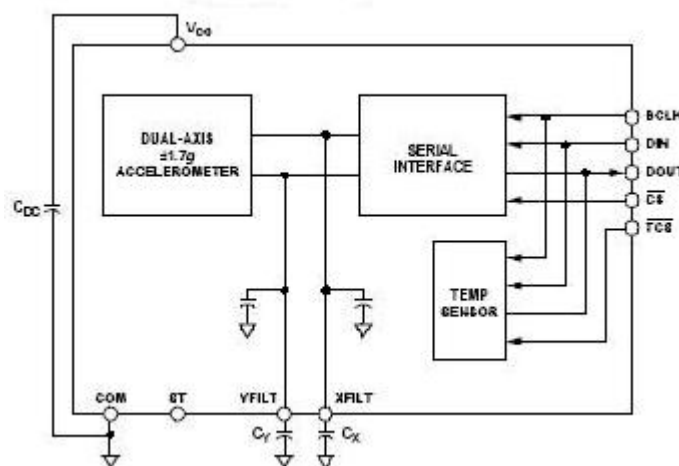 VDD
DUAL-AXIS
±1.7g
ACCELEROMETER
SERIAL
INTERFACE
SCLK
DIN
DOUT
CS
TCS
CDC
TEMP
SENSOR
COM
ST
YFILT
XFILT
CY
CX